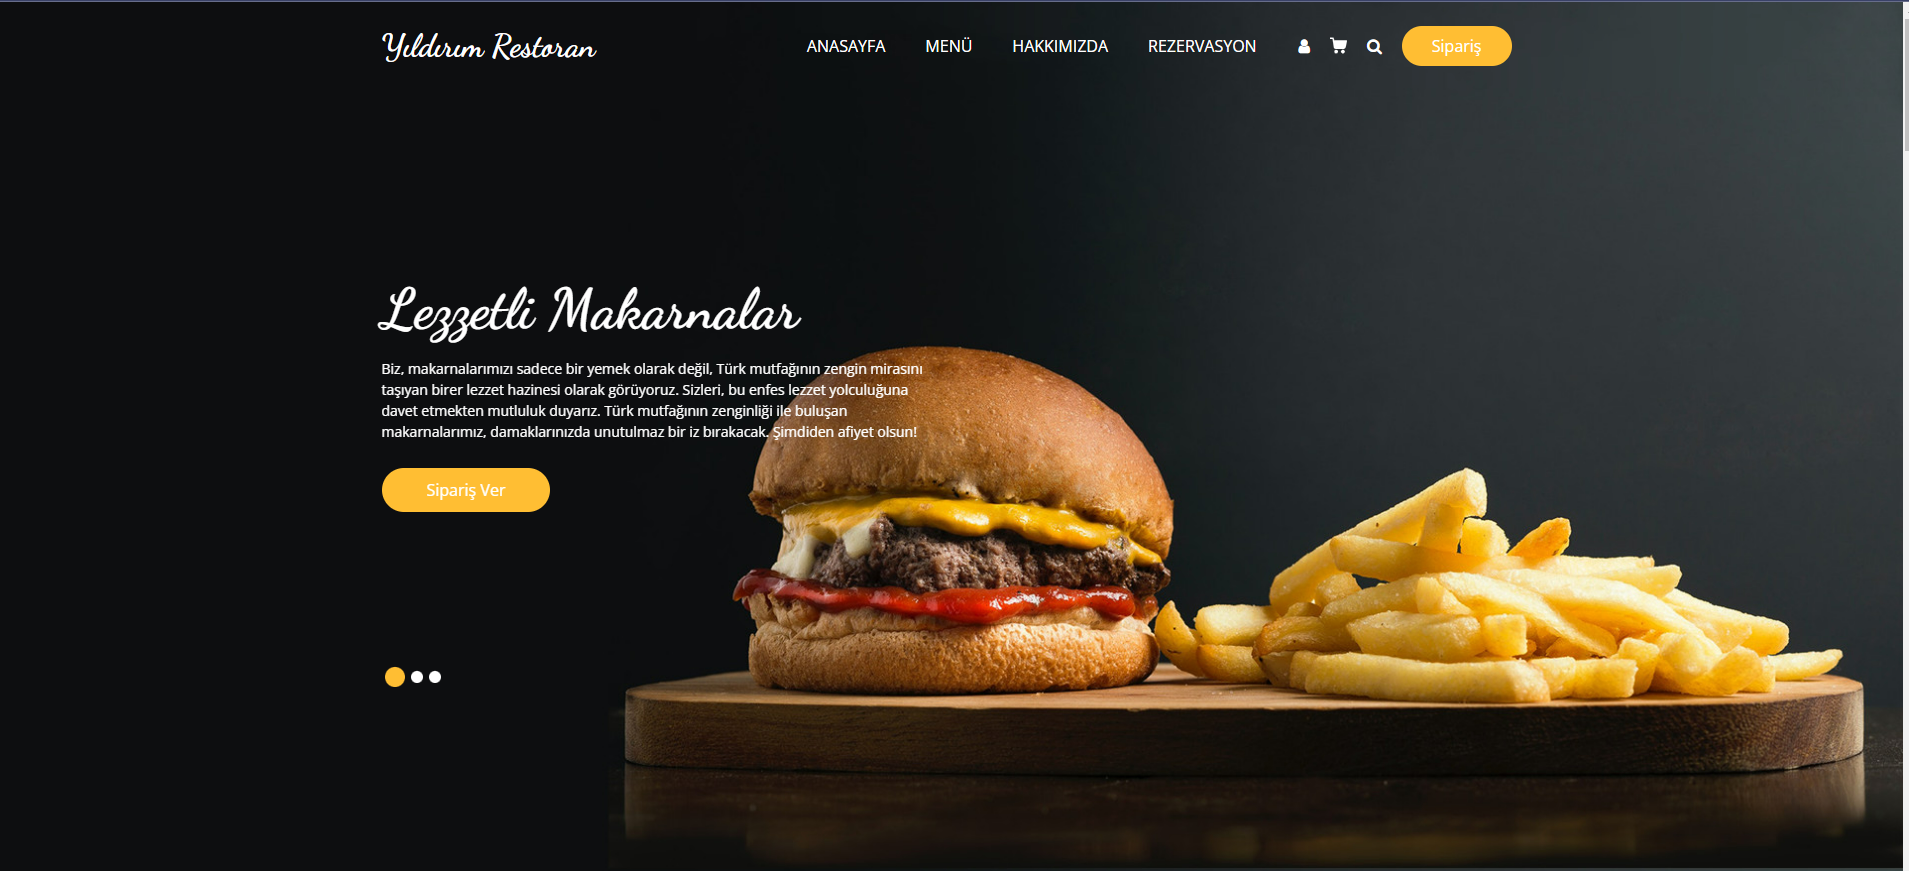 Yıldırım Restoran
ANASAYFA MENÜ HAKKIMIZDA REZERVASYON Sipariş
Lezzetli Makarnalar
Biz, makarnalarımızı sadece bir yemek olarak değil, Türk mutfağının zengin mirasını
taşıyan birer lezzet hazinesi olarak görüyoruz. Sizleri, bu enfes lezzet yolculuğuna
davet etmekten mutluluk duyarız. Türk mutfağının zenginliği ile buluşan
makarnalarımız, damaklarınızda unutulmaz bir iz bırakacak. Şimdiden afiyet olsun!
Sipariş Ver